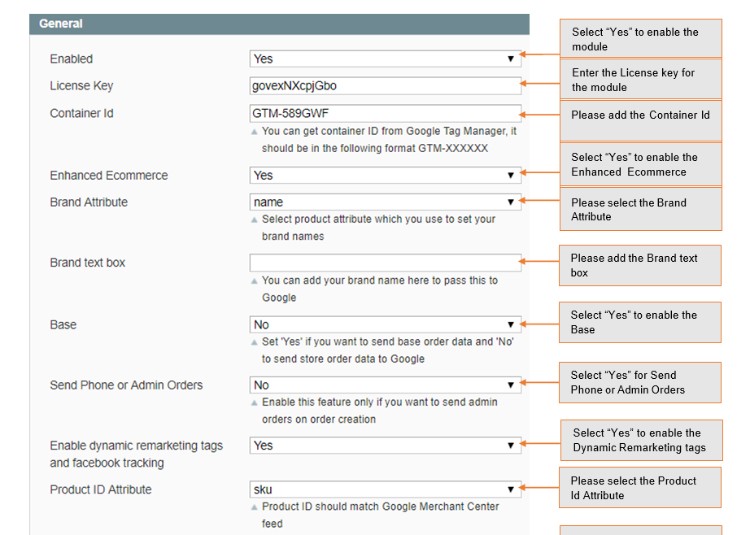 General
Enabled
Yes
Select "Yes" to enable the
module
License Key
govexNXcpjGbo
Enter the License key for
the module
Container Id
GTM-589GWF
You can get container ID from Google Tag Manager, it
should be in the following format GTM-XXXXXX
Please add the Container Id
Enhanced Ecommerce
Yes
Select "Yes" to enable the
Enhanced Ecommerce
Brand Attribute
name
Select product attribute which you use to set your
brand names
Please select the Brand
Attribute
Brand text box
You can add your brand name here to pass this to
Google
Please add the Brand text
box
Base
No
Set 'Yes' if you want to send base order data and 'No'
to send store order data to Google
Select "Yes" to enable the
Base
Send Phone or Admin Orders
No
Enable this feature only if you want to send admin
orders on order creation
Select "Yes" for Send
Phone or Admin Orders
Enable dynamic remarketing tags
and facebook tracking
Yes
Select "Yes" to enable the
Dynamic Remarketing tags
Product ID Attribute
sku
Product ID should match Google Merchant Center
feed
Please select the Product
Id Attribute